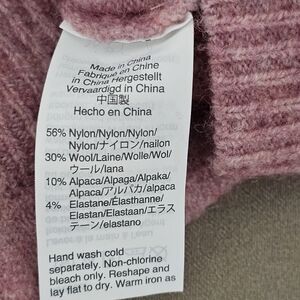 Made in China
Fabriqué en Chine
in China Hergestellt
Vervaardigd in China
中国製
Hecho en China
56% Nylon/Nylon/Nylon/
Nylon/ナイロン/nailon
30% Wool/Laine/Wolle/Wol/
ウール/lana
10% Alpaca/Alpaga/Alpaka/
Alpaca/アルパカ/alpaca
4% Elastane/Élasthanne/
Elastan/Elastaan/エラス
テーン/elastano
Hand wash cold
separately. Non-chlorine
bleach only. Reshape and
lay flat to dry. Warm iron as